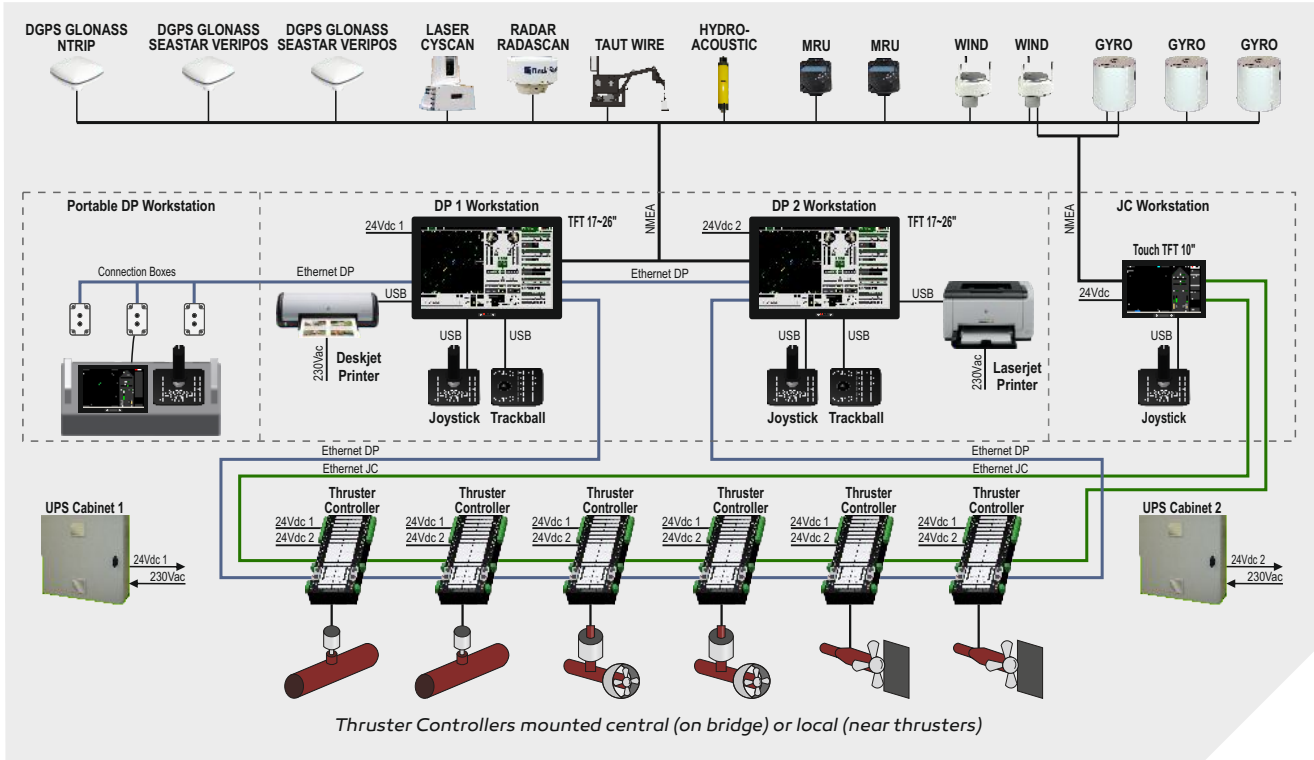 DGPS GLONASS
NTRIP
DGPS GLONASS
SEASTAR VERIPOS
DGPS GLONASS
SEASTAR VERIPOS
LASER
CYSCAN
RADAR
RADASCAN
TAUT WIRE
HYDRO-
ACOUSTIC
MRU
MRU
WIND
WIND
GYRO
GYRO
GYRO
Portable DP Workstation
DP 1 Workstation
DP 2 Workstation
JC Workstation
24Vdc 1
TFT 17~26"
NMEA
24Vdc 2
TFT 17~26"
NMEA
Touch TFT 10"
Connection Boxes
Ethernet DP
Ethernet DP
24Vdc
USB
USB
USB
USB
USB
USB
USB
230Vac
Deskjet
Printer
230Vac
Laserjet
Printer
Joystick
Trackball
Joystick
Trackball
Joystick
Ethernet DP
Ethernet DP
Ethernet JC
Ethernet JC
UPS Cabinet 1
Thruster
Controller
Thruster
Controller
Thruster
Controller
Thruster
Controller
Thruster
Controller
Thruster
Controller
UPS Cabinet 2
24Vdc 1
24Vdc 2
24Vdc 1
24Vdc 2
24Vdc 1
24Vdc 2
24Vdc 1
24Vdc 2
24Vdc 1
24Vdc 2
24Vdc 1
24Vdc 2
24Vdc 1
230Vac
24Vdc 2
230Vac
Thruster Controllers mounted central (on bridge) or local (near thrusters)